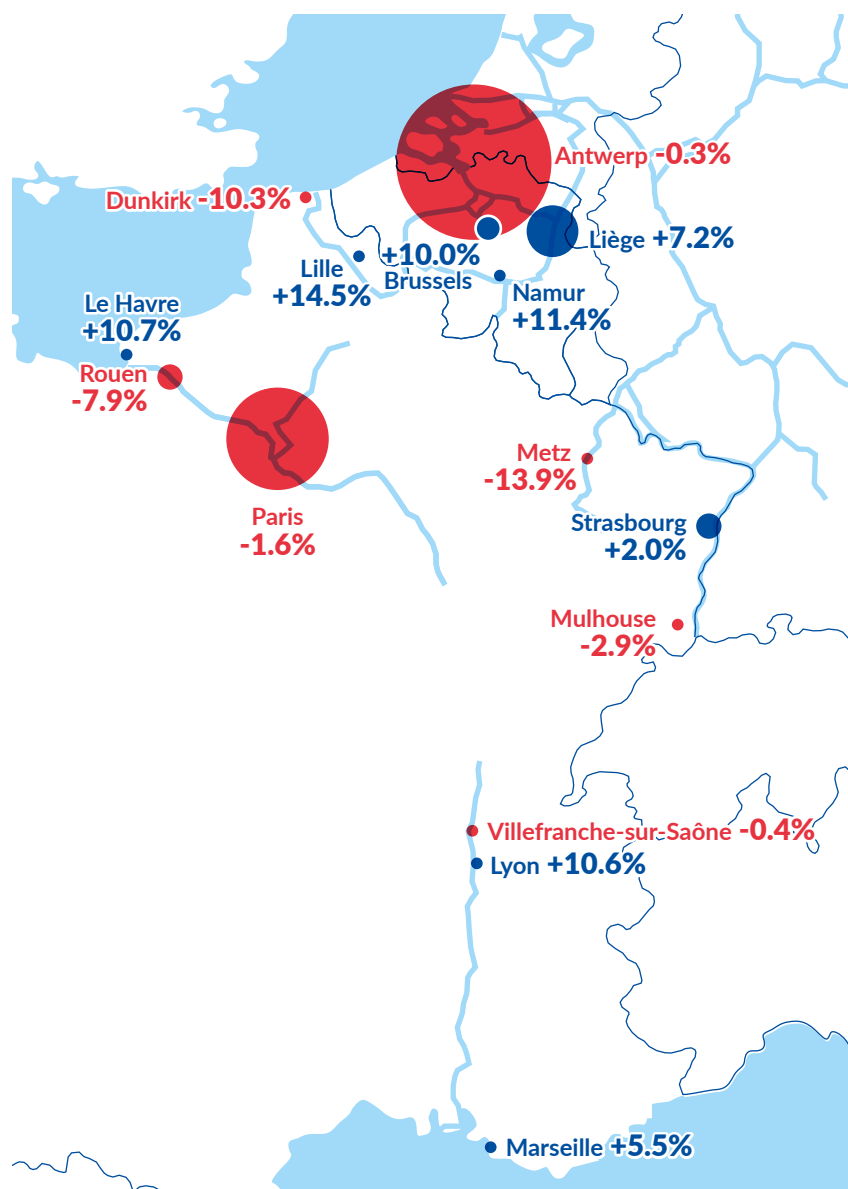 Antwerp -0.3%
Dunkirk -10.3%
Liège +7.2%
+10.0%
Brussels
Lille
+14.5%
Namur
+11.4%
Le Havre
+10.7%
Rouen
-7.9%
Metz
-13.9%
Paris
-1.6%
Strasbourg
+2.0%
Mulhouse
-2.9%
Villefranche-sur-Saône -0.4%
Lyon +10.6%
Marseille +5.5%